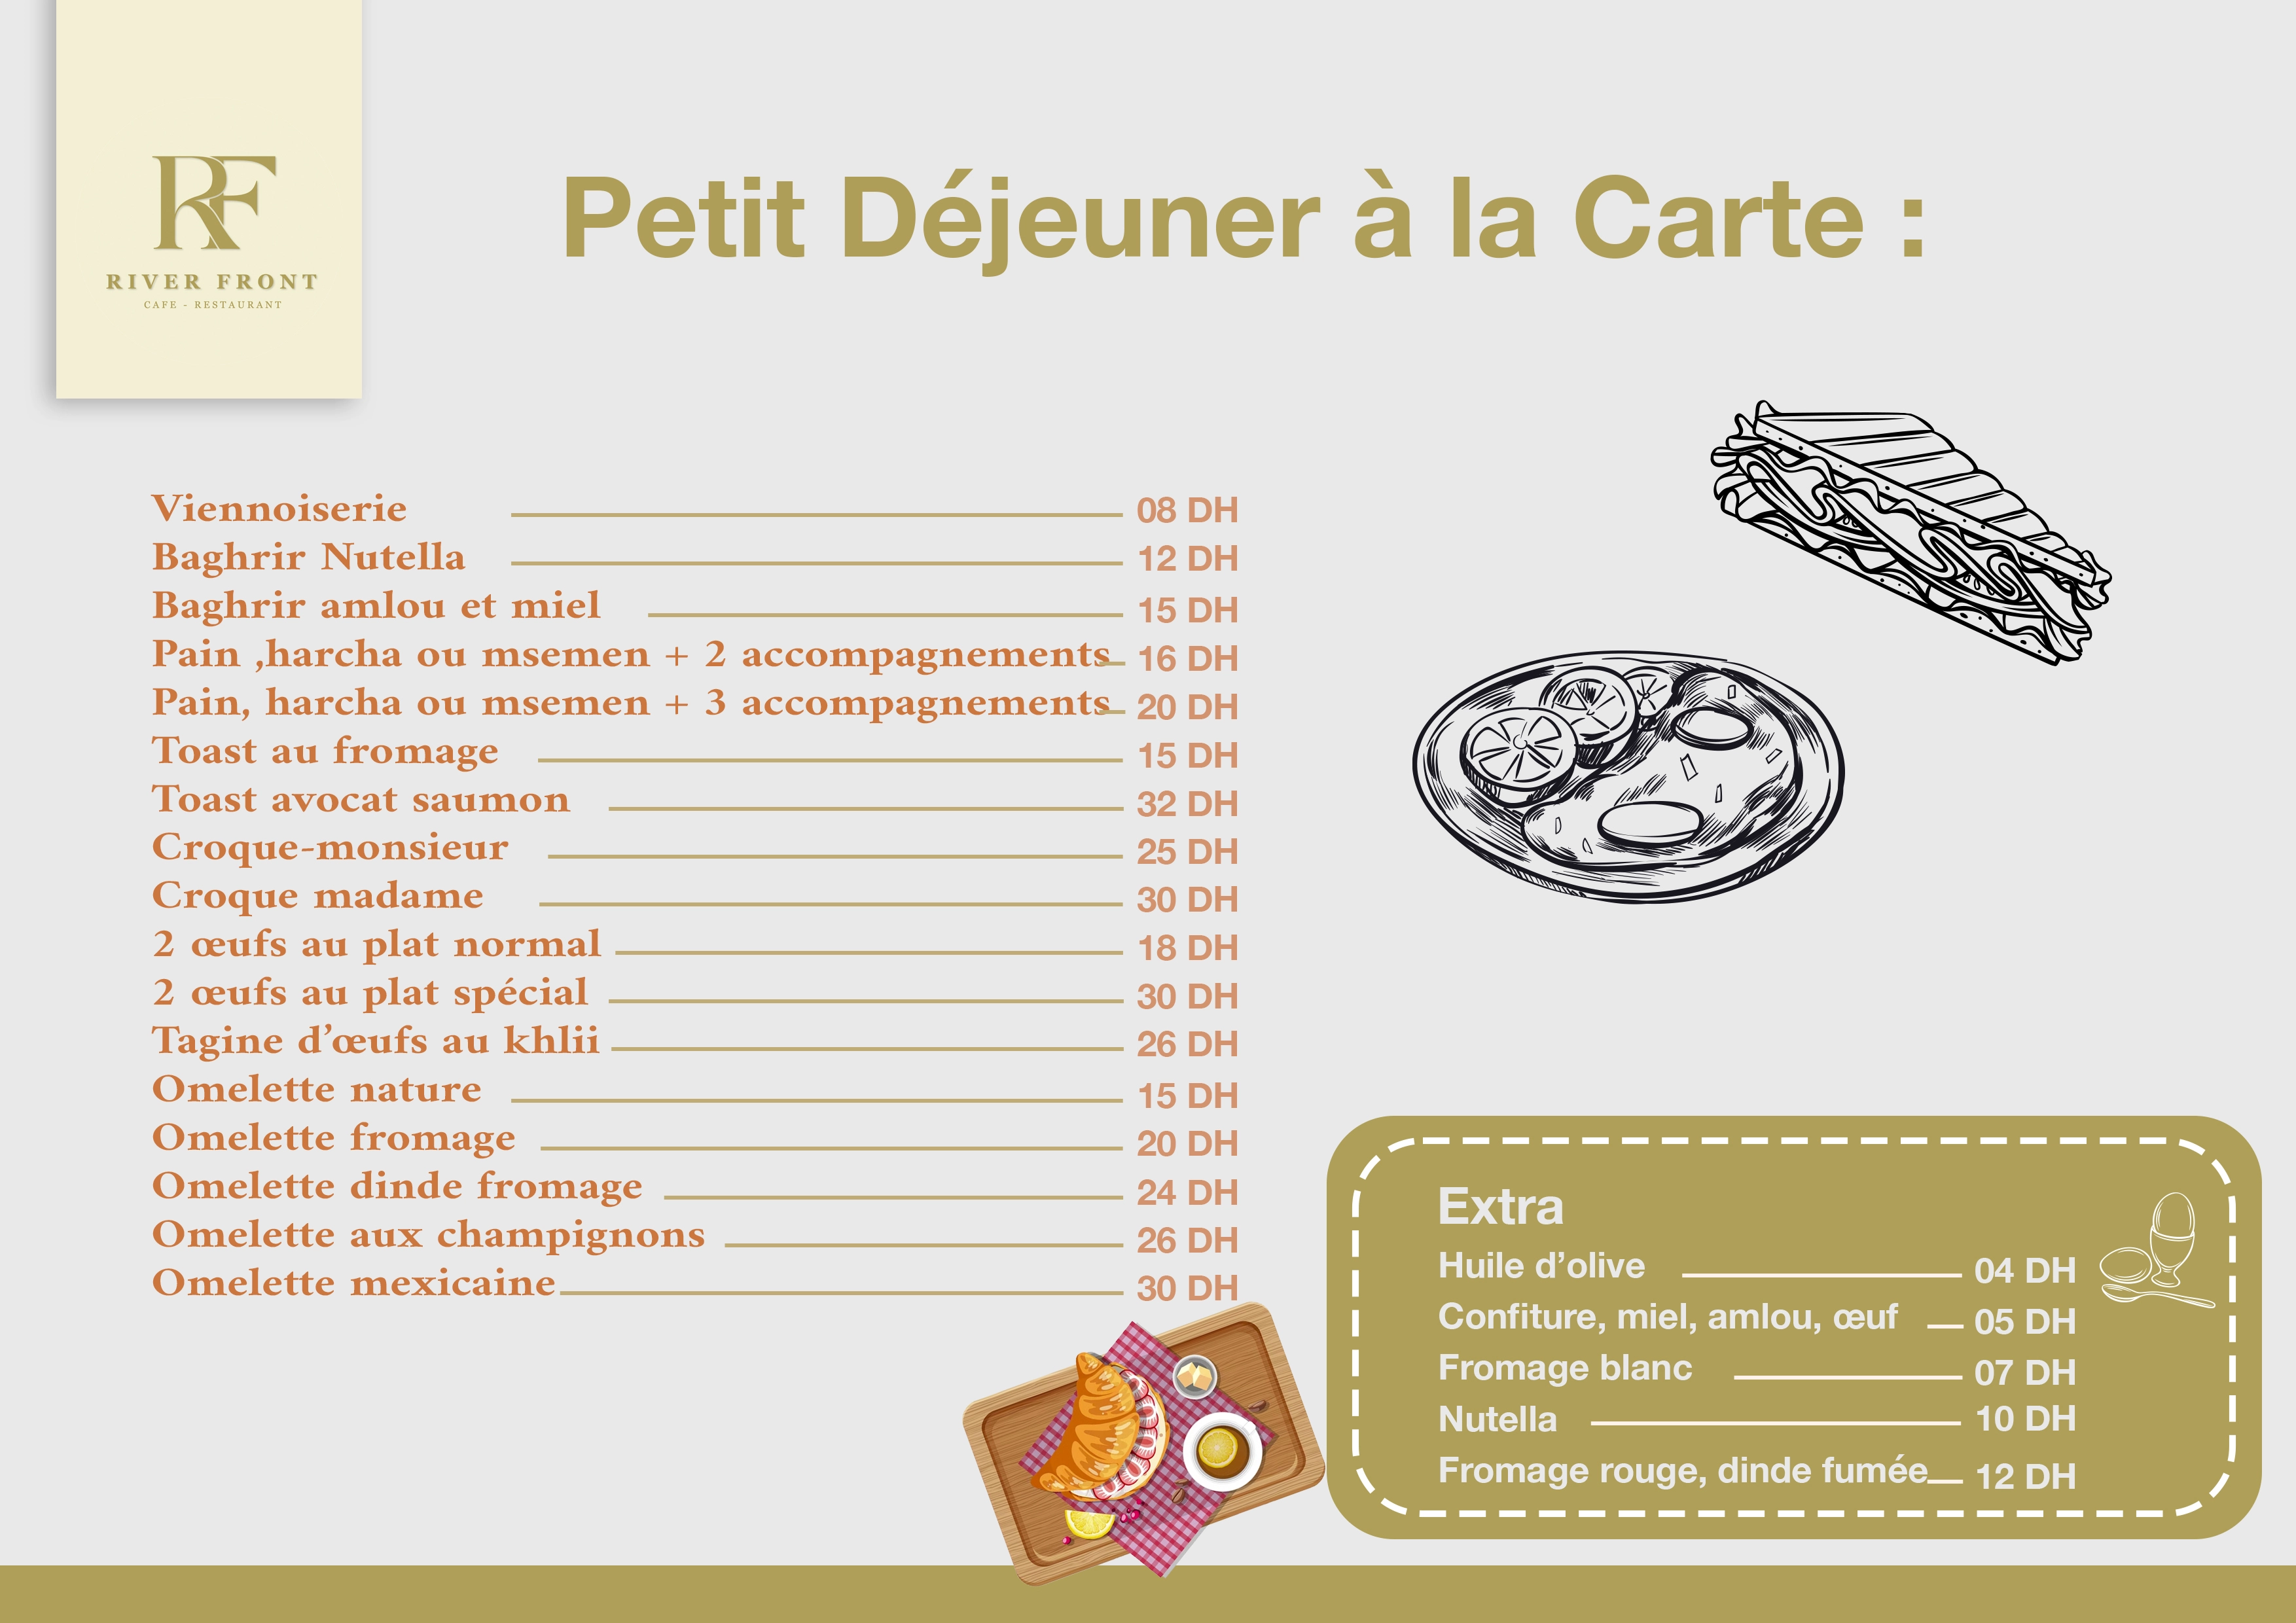 RF
RIVER FRONT
CAFE - RESTAURANT
Petit Déjeuner à la Carte :
Viennoiserie 08 DH
Baghrir Nutella 12 DH
Baghrir amlou et miel 15 DH
Pain ,harcha ou msemen + 2 accompagnements 16 DH
Pain, harcha ou msemen + 3 accompagnements 20 DH
Toast au fromage 15 DH
Toast avocat saumon 32 DH
Croque-monsieur 25 DH
Croque madame 30 DH
2 œufs au plat normal 18 DH
2 œufs au plat spécial 30 DH
Tagine d’œufs au khlii 26 DH
Omelette nature 15 DH
Omelette fromage 20 DH
Omelette dinde fromage 24 DH
Omelette aux champignons 26 DH
Omelette mexicaine 30 DH
Extra
Huile d’olive 04 DH
Confiture, miel, amlou, œuf 05 DH
Fromage blanc 07 DH
Nutella 10 DH
Fromage rouge, dinde fumée 12 DH